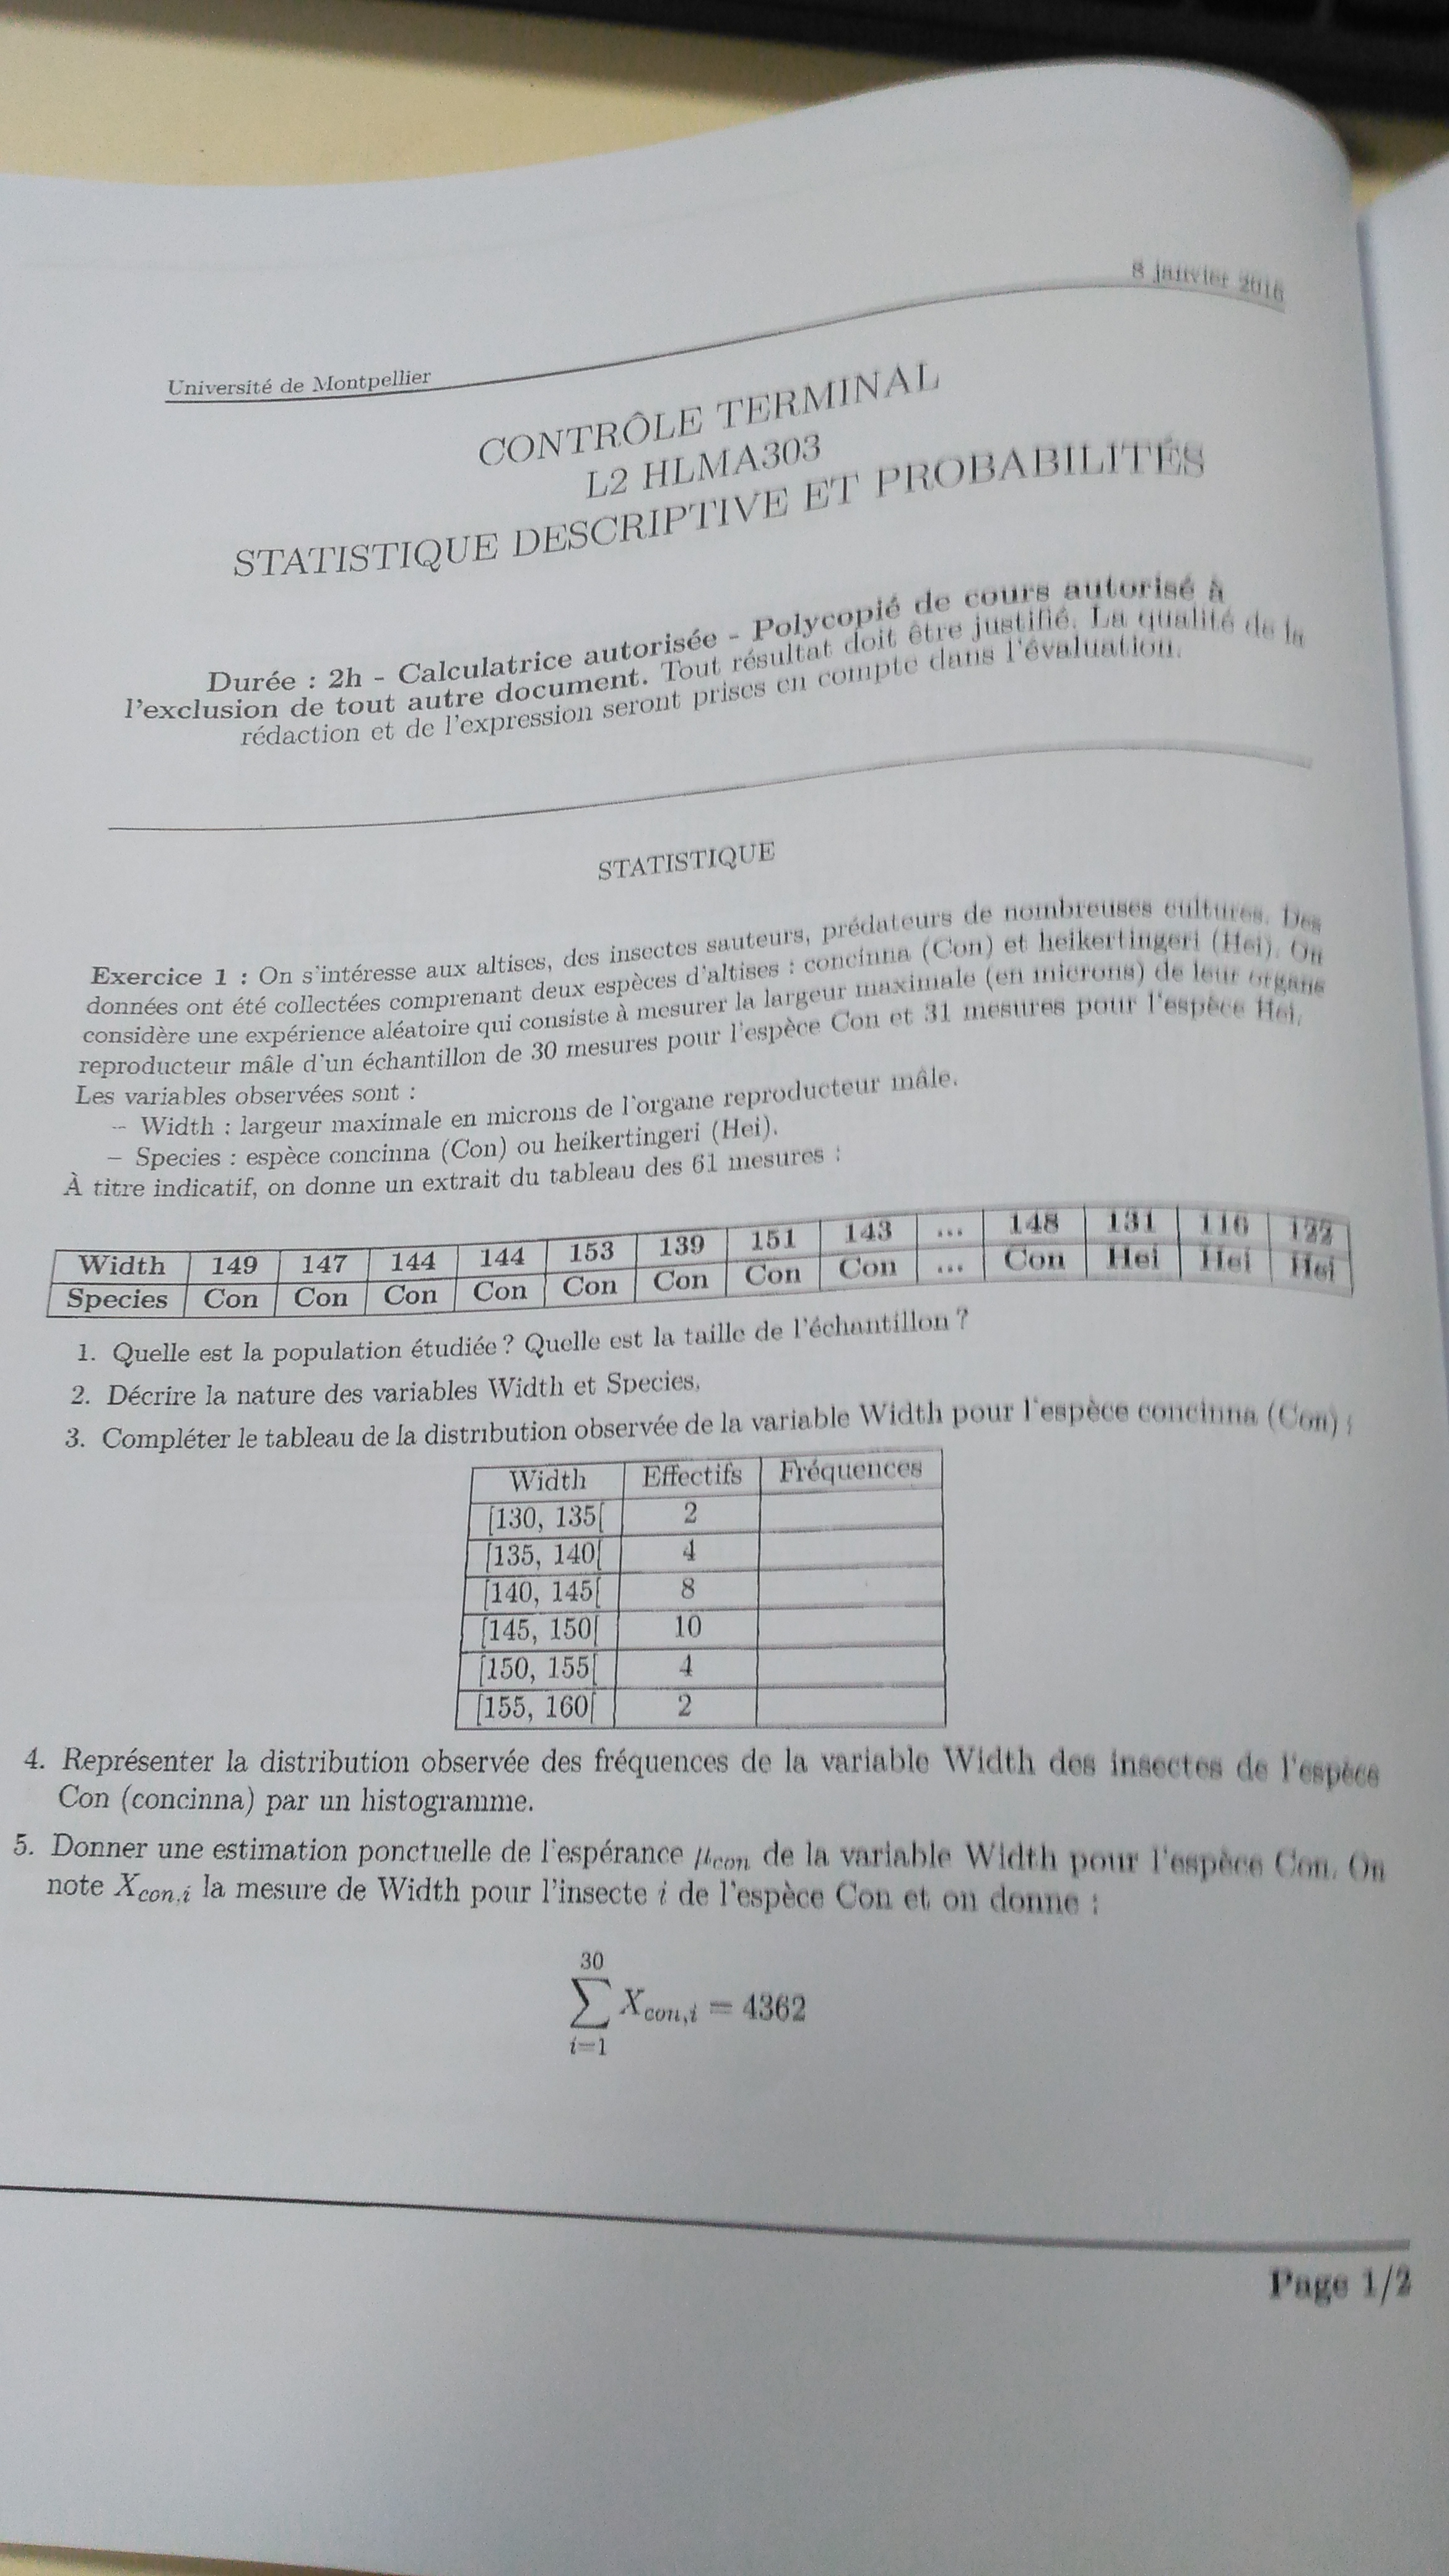 8 janvier 2016
Université de Montpellier
CONTRÔLE TERMINAL
L2 HLMA303
STATISTIQUE DESCRIPTIVE ET PROBABILITÉS
Durée : 2h - Calculatrice autorisée - Polycopié de cours autorisé à
l'exclusion de tout autre document. Tout résultat doit être justifié. La qualité de la
rédaction et de l'expression seront prises en compte dans l'évaluation.
STATISTIQUE
Exercice 1 : On s'intéresse aux altises, des insectes sauteurs, prédateurs de nombreuses cultures. Des
données ont été collectées comprenant deux espèces d'altises : concinna (Con) et heikertingeri (Hei). On
considère une expérience aléatoire qui consiste à mesurer la largeur maximale (en microns) de leur organe
reproducteur mâle d'un échantillon de 30 mesures pour l'espèce Con et 31 mesures pour l'espèce Hei.
Les variables observées sont :
– Width : largeur maximale en microns de l'organe reproducteur mâle.
– Species : espèce concinna (Con) ou heikertingeri (Hei).
À titre indicatif, on donne un extrait du tableau des 61 mesures :
Width 149 147 144 144 153 139 151 143 ... 148 131 116 122
Species Con Con Con Con Con Con Con Con ... Con Hei Hei Hei
1. Quelle est la population étudiée ? Quelle est la taille de l'échantillon ?
2. Décrire la nature des variables Width et Species.
3. Compléter le tableau de la distribution observée de la variable Width pour l'espèce concinna (Con) :
Width Effectifs Fréquences
[130, 135[ 2
[135, 140[ 4
[140, 145[ 8
[145, 150[ 10
[150, 155[ 4
[155, 160[ 2
4. Représenter la distribution observée des fréquences de la variable Width des insectes de l'espèce
Con (concinna) par un histogramme.
5. Donner une estimation ponctuelle de l'espérance μcon de la variable Width pour l'espèce Con. On
note Xcon,i la mesure de Width pour l'insecte i de l'espèce Con et on donne :
30
∑ Xcon,i = 4362
i=1
Page 1/2